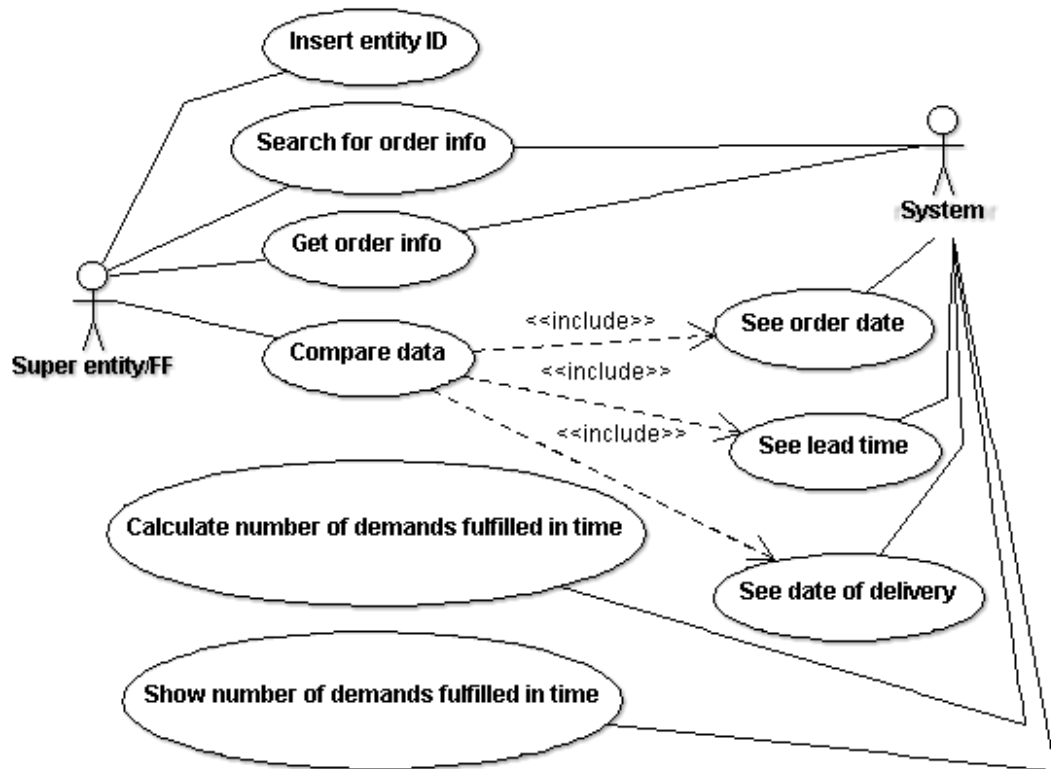 Insert entity ID
Search for order info
System
Get order info
<<include>>
See order date
Compare data
Super entity/FF
<<include>>
<<include>>
See lead time
Calculate number of demands fulfilled in time
See date of delivery
Show number of demands fulfilled in time